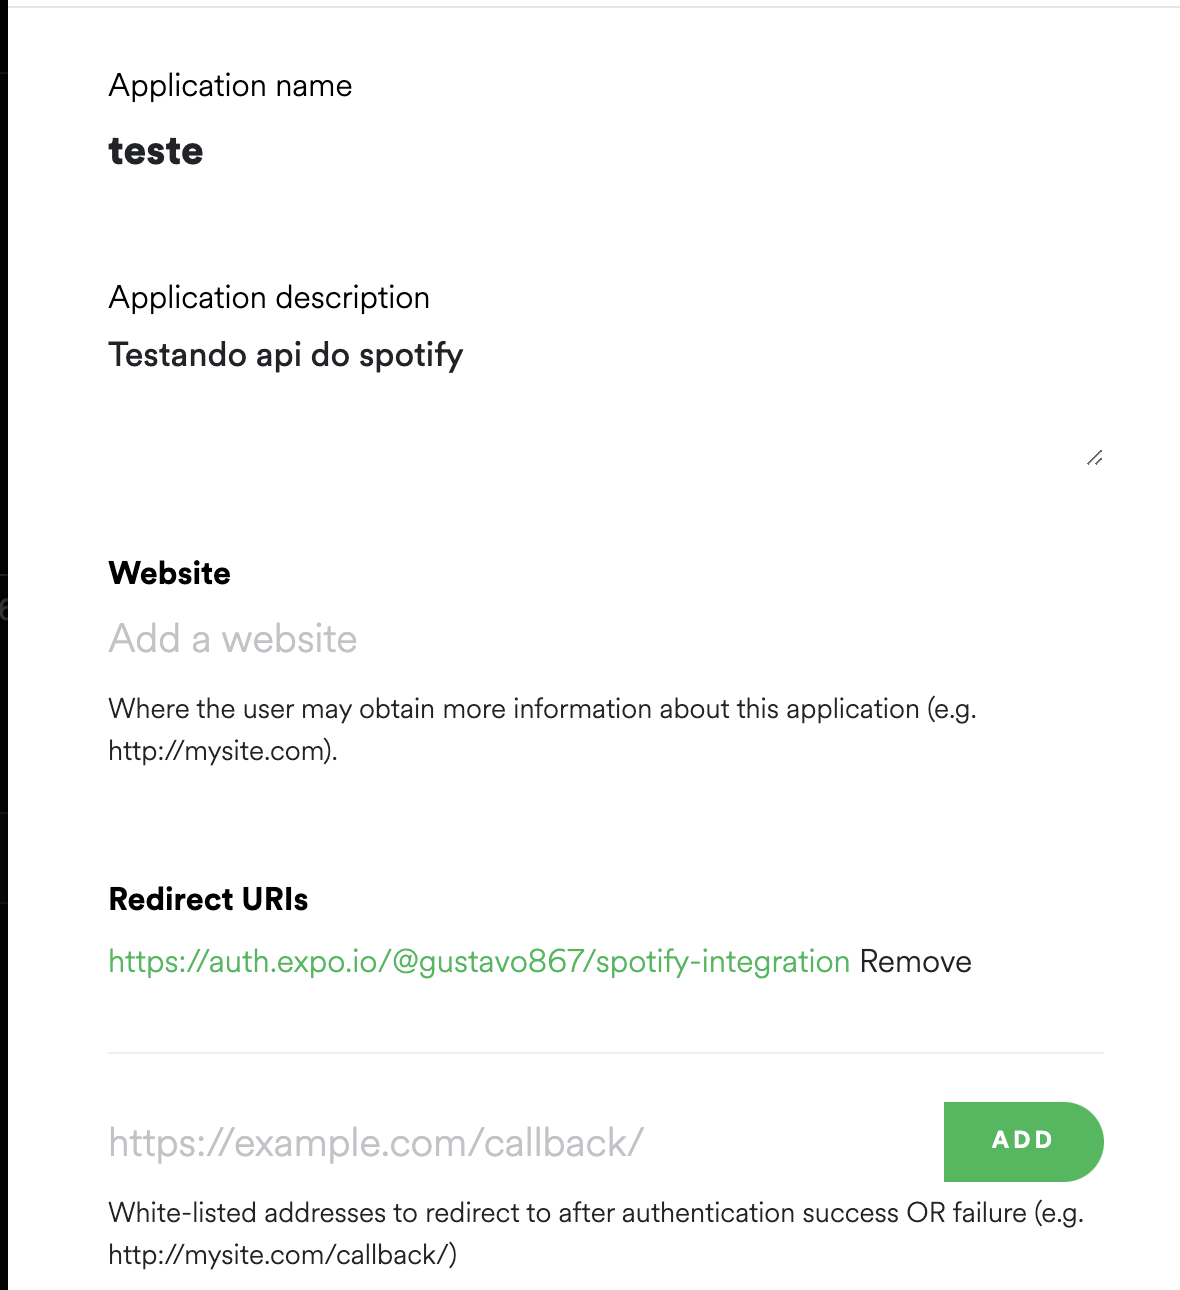 Application name
teste
Application description
Testando api do spotify
Website
Add a website
Where the user may obtain more information about this application (e.g.
http://mysite.com).
Redirect URIs
https://auth.expo.io/@gustavo867/spotify-integration Remove
https://example.com/callback/
ADD
White-listed addresses to redirect to after authentication success OR failure (e.g.
http://mysite.com/callback/)